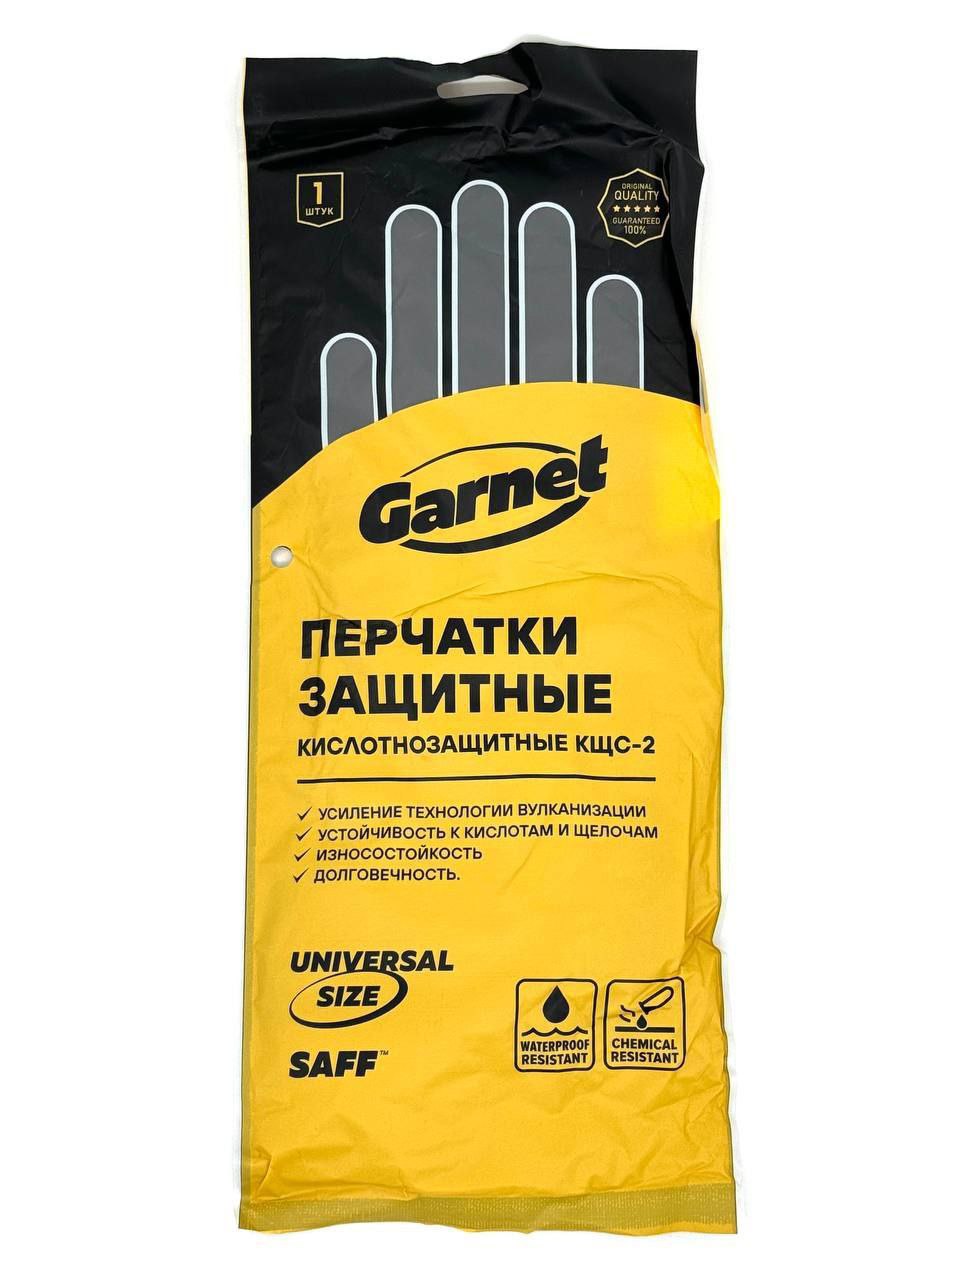 1
ШТУК
ORIGINAL
QUALITY
GUARANTEED
100%
Garnet
ПЕРЧАТКИ
ЗАЩИТНЫЕ
КИСЛОТНОЗАЩИТНЫЕ КЩС-2
УСИЛЕНИЕ ТЕХНОЛОГИИ ВУЛКАНИЗАЦИИ
УСТОЙЧИВОСТЬ К КИСЛОТАМ И ЩЕЛОЧАМ
ИЗНОСОСТОЙКОСТЬ
ДОЛГОВЕЧНОСТЬ.
UNIVERSAL
SIZE
SAFF™
WATERPROOF
RESISTANT
CHEMICAL
RESISTANT